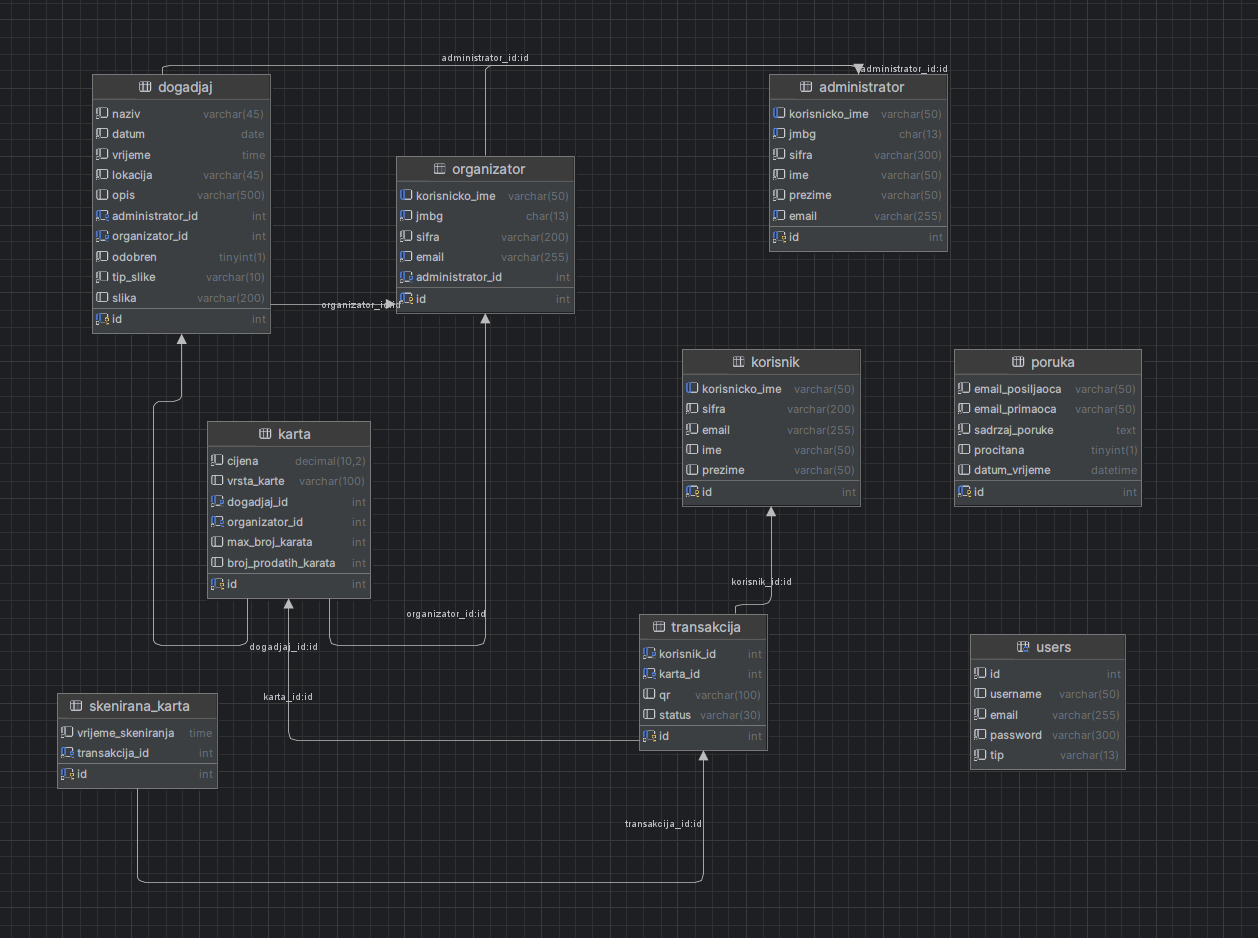 administrator_id:id
administrator_id:id
dogadjaj
naziv varchar(45)
datum date
vrijeme time
lokacija varchar(45)
opis varchar(500)
administrator_id int
organizator_id int
odobren tinyint(1)
tip_slike varchar(10)
slika varchar(200)
id int
organizator
korisnicko_ime varchar(50)
jmbg char(13)
sifra varchar(200)
email varchar(255)
administrator_id int
id int
administrator
korisnicko_ime varchar(50)
jmbg char(13)
sifra varchar(300)
ime varchar(50)
prezime varchar(50)
email varchar(255)
id int
organizator_id:id
korisnik
korisnicko_ime varchar(50)
sifra varchar(200)
email varchar(255)
ime varchar(50)
prezime varchar(50)
id int
poruka
email_posiljaoca varchar(50)
email_primaoca varchar(50)
sadrzaj_poruke text
procitana tinyint(1)
datum_vrijeme datetime
id int
karta
cijena decimal(10,2)
vrsta_karte varchar(100)
dogadjaj_id int
organizator_id int
max_broj_karata int
broj_prodatih_karata int
id int
korisnik_id:id
organizator_id:id
dogadjaj_id:id
karta_id:id
transakcija
korisnik_id int
karta_id int
qr varchar(100)
status varchar(30)
id int
users
id int
username varchar(50)
email varchar(255)
password varchar(300)
tip varchar(13)
skenirana_karta
vrijeme_skeniranja time
transakcija_id int
id int
transakcija_id:id